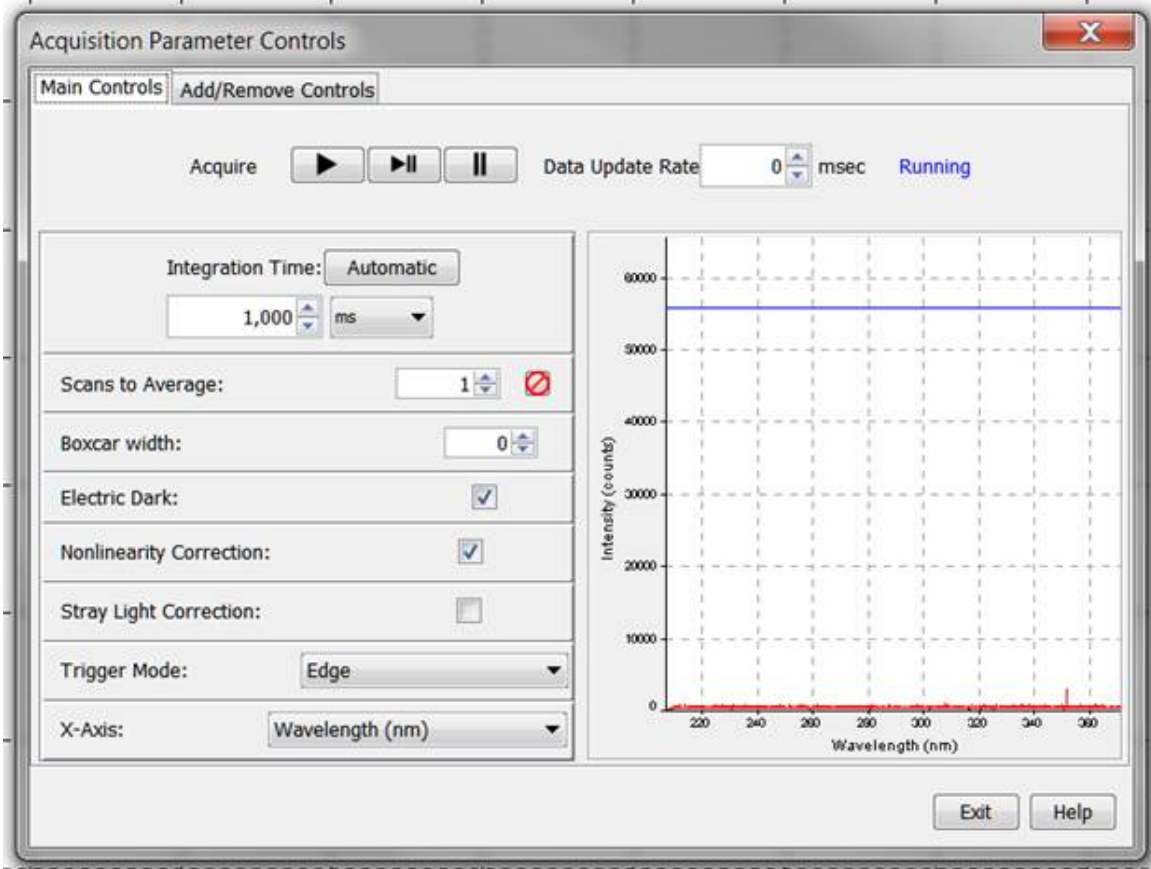 Acquisition Parameter Controls
Main Controls Add/Remove Controls
Acquire Data Update Rate 0 msec Running
Integration Time: Automatic
1,000 ms
Scans to Average: 1
Boxcar width: 0
Electric Dark:
Nonlinearity Correction:
Stray Light Correction:
Trigger Mode: Edge
X-Axis: Wavelength (nm)
Intensity (counts)
60000
50000
40000
30000
20000
10000
0
220 240 260 280 300 320 340 360
Wavelength (nm)
Exit Help